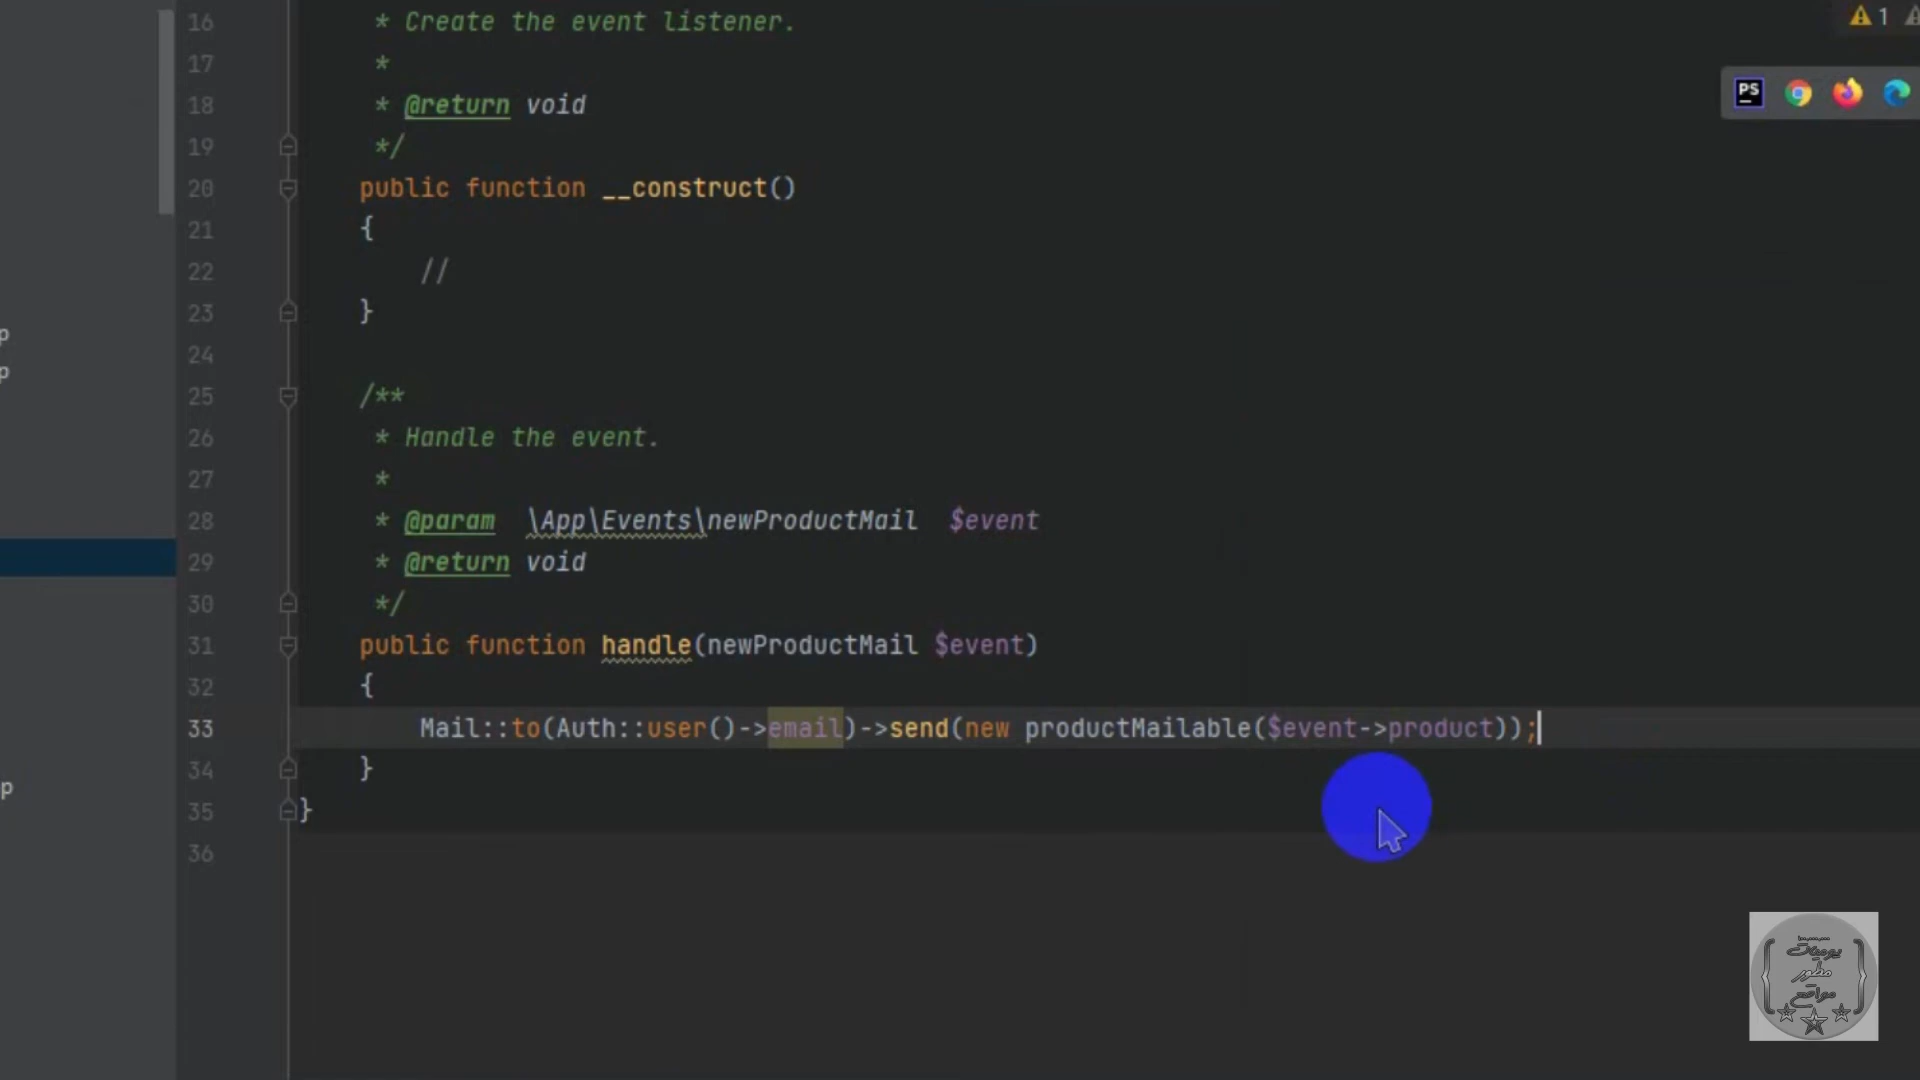 16 * Create the event listener.
17 *
18 * @return void
19 */
20 public function __construct()
21 {
22 //
23 }
24
25 /**
26 * Handle the event.
27 *
28 * @param \App\Events\newProductMail $event
29 * @return void
30 */
31 public function handle(newProductMail $event)
32 {
33 Mail::to(Auth::user()->email)->send(new productMailable($event->product));
34 }
35 }
36
1
PS
p
p
p
يوميات
مطور
مواقع